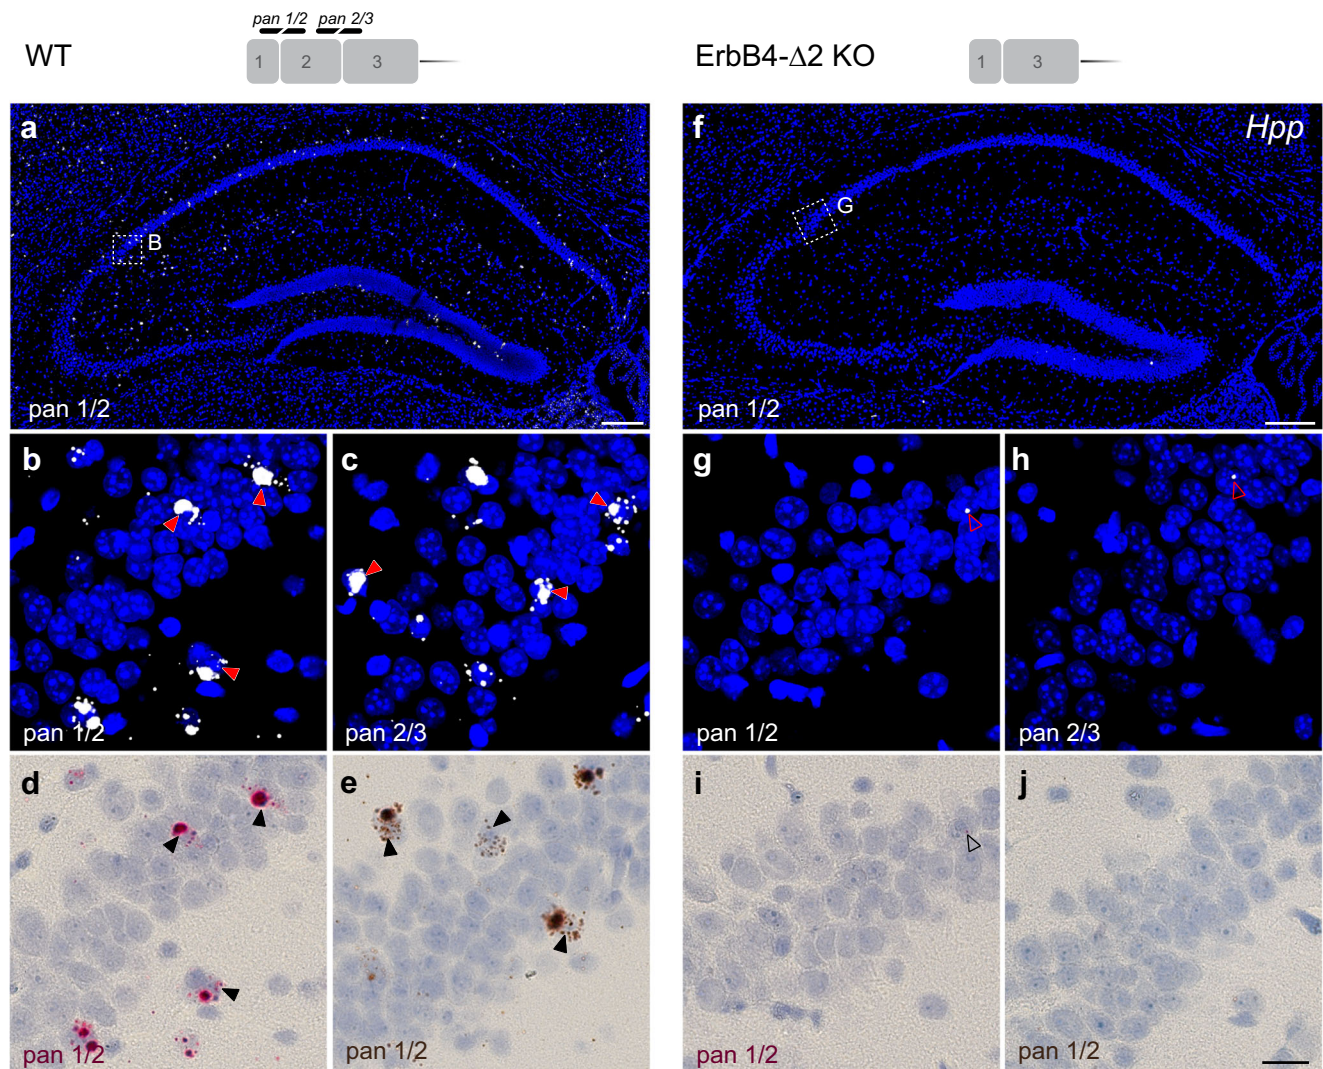 pan 1/2 pan 2/3
WT
1 2 3
ErbB4-Δ2 KO
1 3
a
B
pan 1/2
f
Hpp
G
pan 1/2
b
pan 1/2
c
pan 2/3
g
pan 1/2
h
pan 2/3
d
pan 1/2
e
pan 1/2
i
pan 1/2
j
pan 1/2